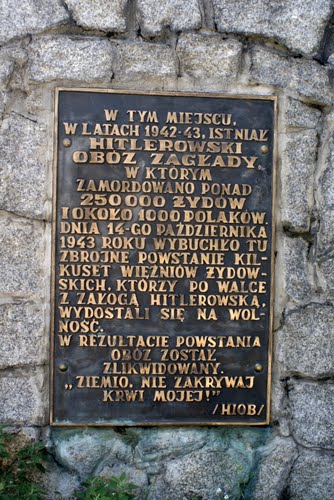 W TYM MIEJSCU,
W LATACH 1942-43, ISTNIAŁ
HITLEROWSKI
OBÓZ ZAGŁADY,
W KTÓRYM
ZAMORDOWANO PONAD
250000 ŻYDÓW
I OKOŁO 1000 POLAKÓW.
DNIA 14-GO PAŹDZIERNIKA
1943 ROKU WYBUCHŁO TU
ZBROJNE POWSTANIE KIL-
KUSET WIĘŹNIÓW ŻYDOW-
SKICH, KTÓRZY PO WALCE
Z ZAŁOGĄ HITLEROWSKĄ,
WYDOSTALI SIĘ NA WOL-
NOŚĆ.
W REZULTACIE POWSTANIA
OBÓZ ZOSTAŁ
ZLIKWIDOWANY.
„ZIEMIO, NIE ZAKRYWAJ
KRWI MOJEJ!"
/HIOB/